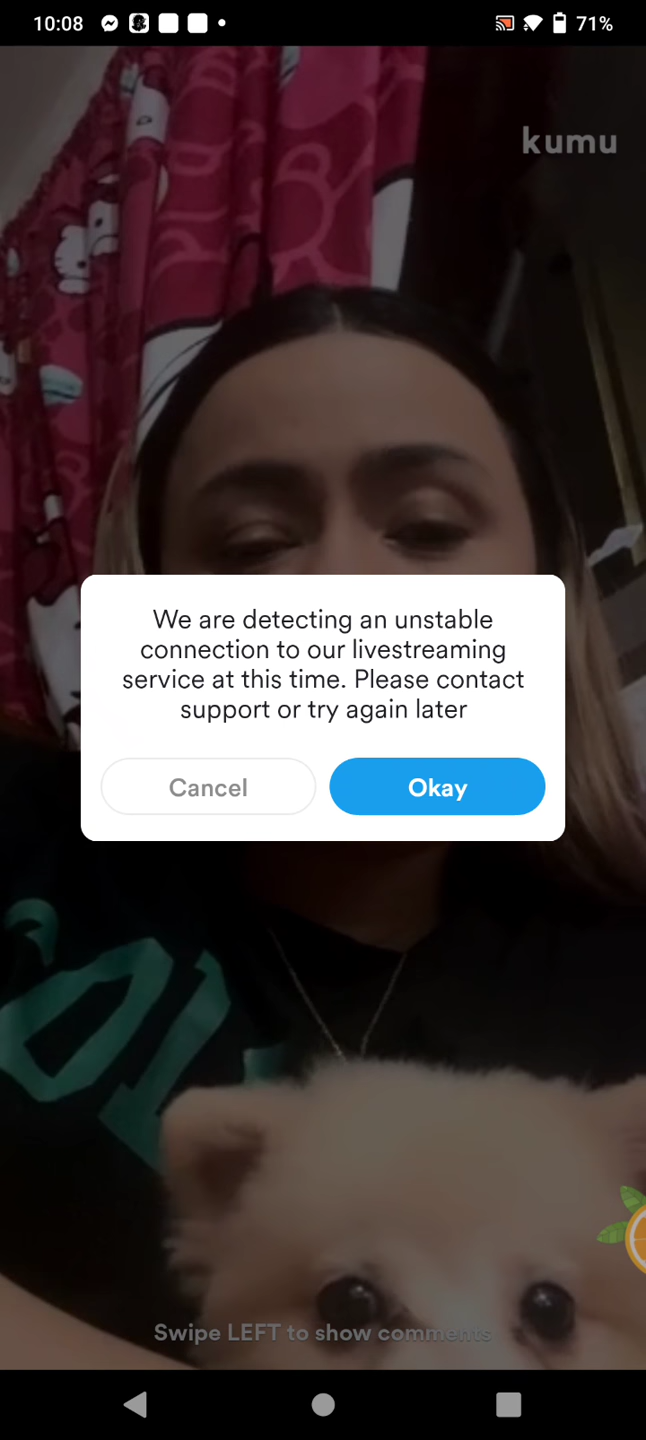 10:08
71%
kumu
We are detecting an unstable
connection to our livestreaming
service at this time. Please contact
support or try again later
Cancel
Okay
Swipe LEFT to show comments